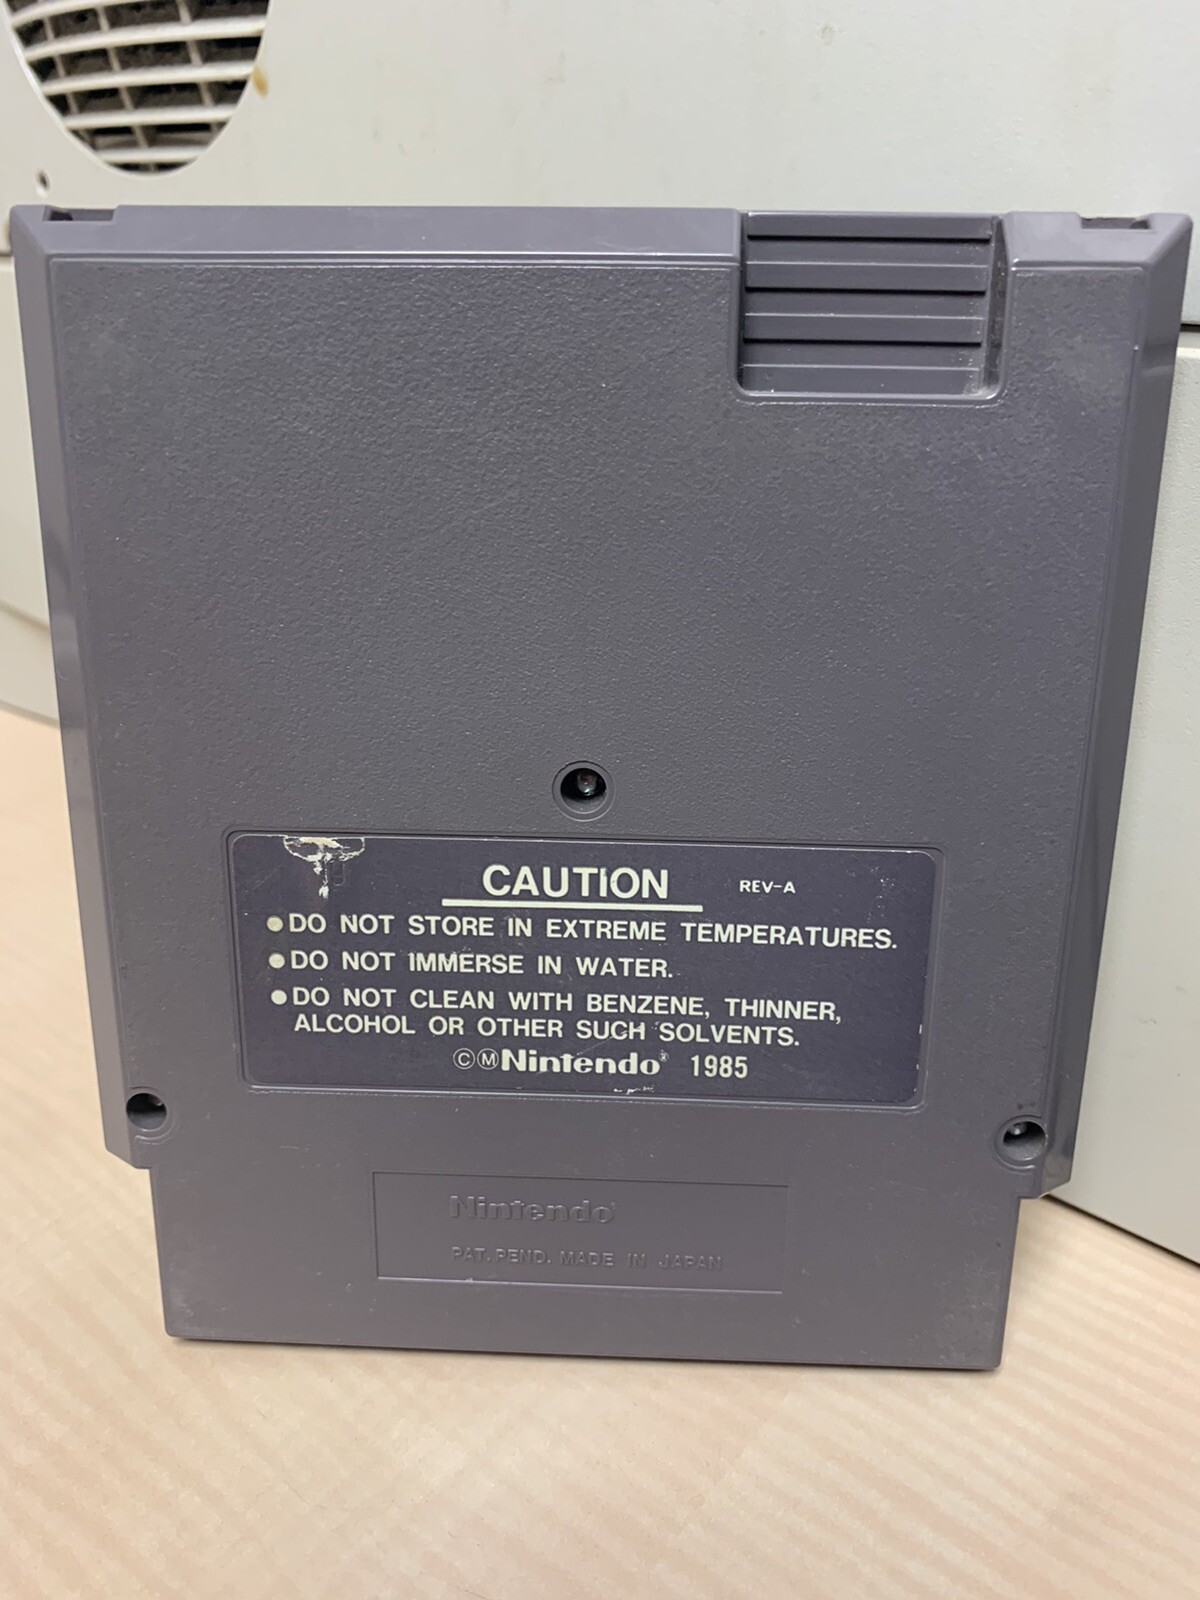 CAUTION REV-A
●DO NOT STORE IN EXTREME TEMPERATURES.
●DO NOT IMMERSE IN WATER.
●DO NOT CLEAN WITH BENZENE, THINNER,
ALCOHOL OR OTHER SUCH SOLVENTS.
©ⓂNintendo® 1985
Nintendo®
PAT. PEND. MADE IN JAPAN